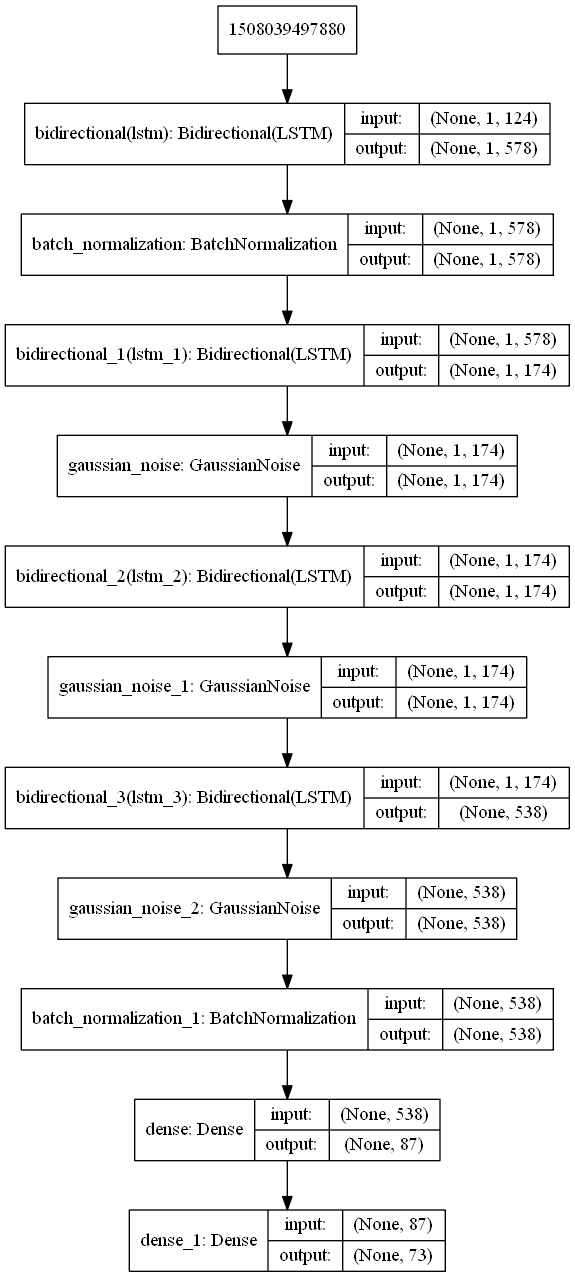 1508039497880
bidirectional(lstm): Bidirectional(LSTM)
input: (None, 1, 124)
output: (None, 1, 578)
batch_normalization: BatchNormalization
input: (None, 1, 578)
output: (None, 1, 578)
bidirectional_1(lstm_1): Bidirectional(LSTM)
input: (None, 1, 578)
output: (None, 1, 174)
gaussian_noise: GaussianNoise
input: (None, 1, 174)
output: (None, 1, 174)
bidirectional_2(lstm_2): Bidirectional(LSTM)
input: (None, 1, 174)
output: (None, 1, 174)
gaussian_noise_1: GaussianNoise
input: (None, 1, 174)
output: (None, 1, 174)
bidirectional_3(lstm_3): Bidirectional(LSTM)
input: (None, 1, 174)
output: (None, 538)
gaussian_noise_2: GaussianNoise
input: (None, 538)
output: (None, 538)
batch_normalization_1: BatchNormalization
input: (None, 538)
output: (None, 538)
dense: Dense
input: (None, 538)
output: (None, 87)
dense_1: Dense
input: (None, 87)
output: (None, 73)